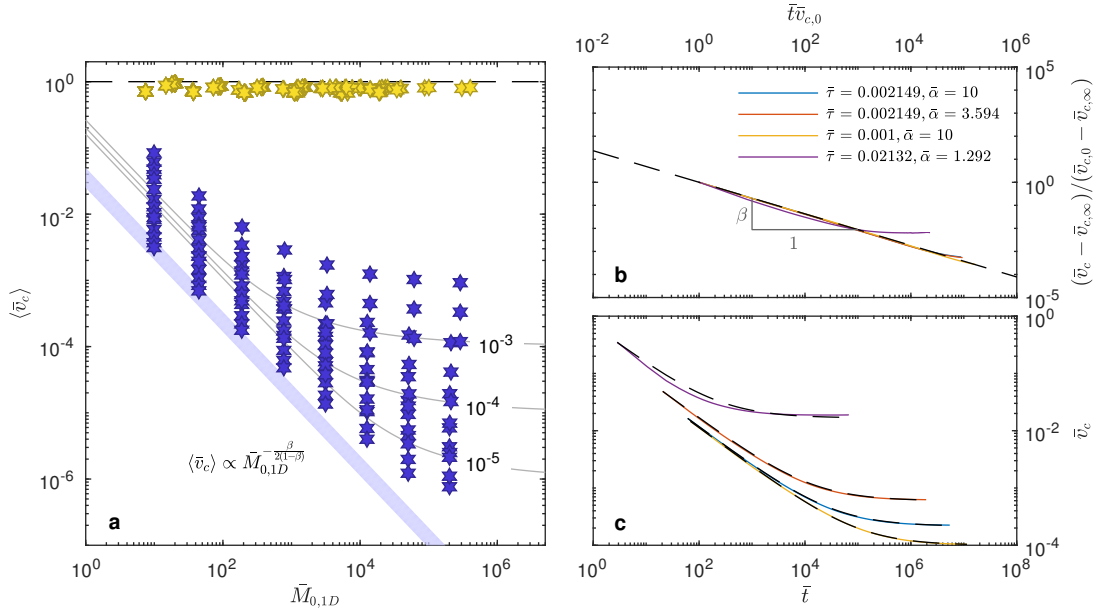 10^0
10^-2
10^-4
10^-6
⟨v̄_c⟩
10^-3
10^-4
10^-5
⟨v̄_c⟩ ∝ M̄_{0,1D}^{-β/(2(1-β))}
a
10^0 10^2 10^4 10^6
M̄_{0,1D}
t̄v̄_{c,0}
10^-2 10^0 10^2 10^4 10^6
τ̄ = 0.002149, ᾱ = 10
τ̄ = 0.002149, ᾱ = 3.594
τ̄ = 0.001, ᾱ = 10
τ̄ = 0.02132, ᾱ = 1.292
β
1
b
10^5
10^0
10^-5
(v̄_c − v̄_{c,∞})/(v̄_{c,0} − v̄_{c,∞})
c
10^0
10^-2
10^-4
v̄_c
10^0 10^2 10^4 10^6 10^8
t̄